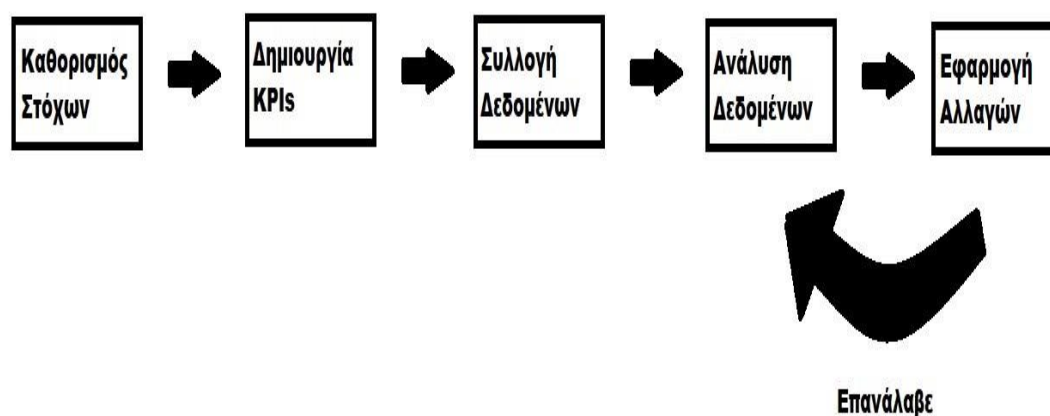 Καθορισμός
Στόχων
Δημιουργία
KPIs
Συλλογή
Δεδομένων
Ανάλυση
Δεδομένων
Εφαρμογή
Αλλαγών
Επανάλαβε